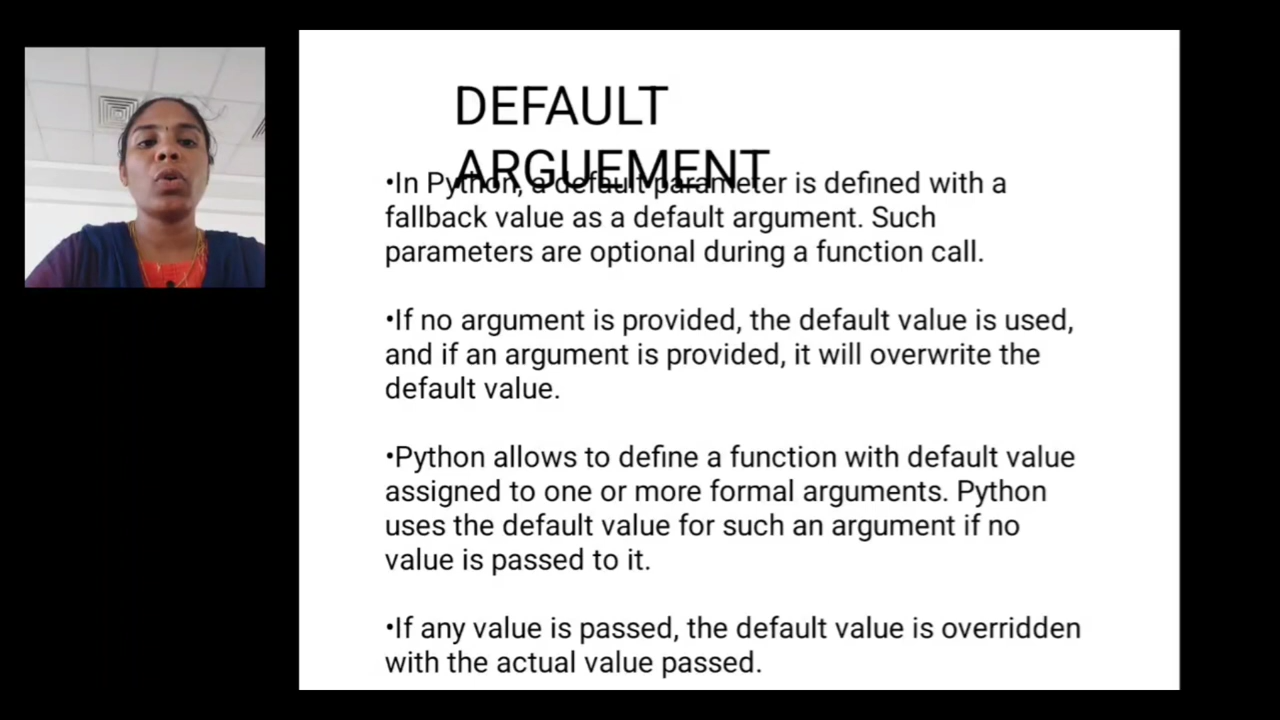 DEFAULT
ARGUEMENT
•In Python, a default parameter is defined with a
fallback value as a default argument. Such
parameters are optional during a function call.
•If no argument is provided, the default value is used,
and if an argument is provided, it will overwrite the
default value.
•Python allows to define a function with default value
assigned to one or more formal arguments. Python
uses the default value for such an argument if no
value is passed to it.
•If any value is passed, the default value is overridden
with the actual value passed.